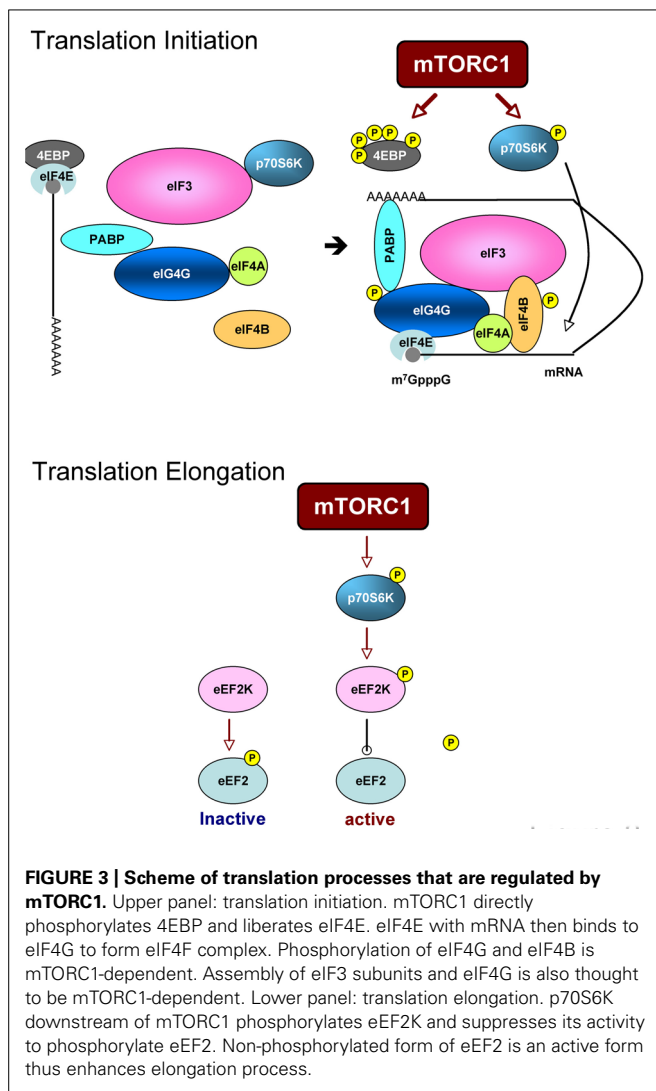 Translation Initiation
mTORC1
4EBP
eIF4E
eIF3
p70S6K
PABP
eIG4G
eIF4A
eIF4B
AAAAAAA
P
P
P
P
P
4EBP
p70S6K
P
AAAAAAA
PABP
eIF3
P
eIG4G
eIF4A
eIF4B
P
eIF4E
m7GpppG
mRNA
Translation Elongation
mTORC1
P
p70S6K
eEF2K
eEF2K
P
P
P
eEF2
eEF2
Inactive
active
FIGURE 3 | Scheme of translation processes that are regulated by
mTORC1. Upper panel: translation initiation. mTORC1 directly
phosphorylates 4EBP and liberates eIF4E. eIF4E with mRNA then binds to
eIF4G to form eIF4F complex. Phosphorylation of eIF4G and eIF4B is
mTORC1-dependent. Assembly of eIF3 subunits and eIF4G is also thought
to be mTORC1-dependent. Lower panel: translation elongation. p70S6K
downstream of mTORC1 phosphorylates eEF2K and suppresses its activity
to phosphorylate eEF2. Non-phosphorylated form of eEF2 is an active form
thus enhances elongation process.